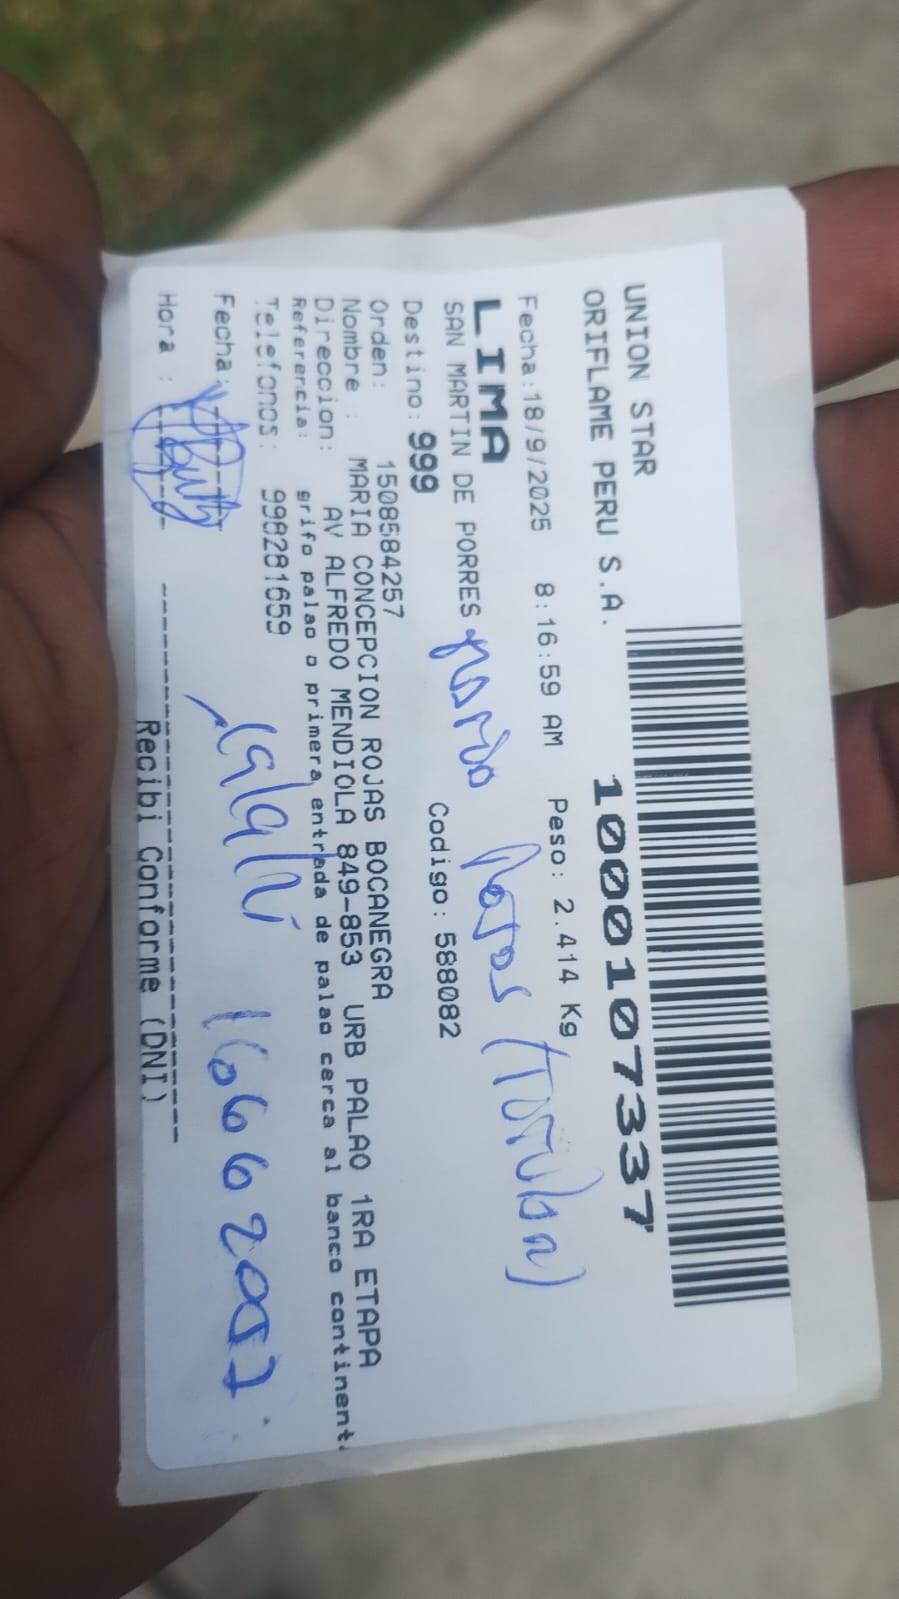 UNION STAR
ORIFLAME PERU S.A.
10001107337
Fecha:18/9/2025 8:16:59 AM Peso: 2.414 Kg
LIMA
SAN MARTIN DE PORRES
Rojas
Destino: 999 Codigo: 588082
Orden: 1508584257
Nombre : MARIA CONCEPCION ROJAS BOCANEGRA
Direccion: AV ALFREDO MENDIOLA 849-853 URB PALAO 1RA ETAPA
Referencia: grifo palao o primera entrada de palao cerca al banco continent.
Telefonos: 998281659
Fecha:
Hora :
Recibi Conforme (DNI)